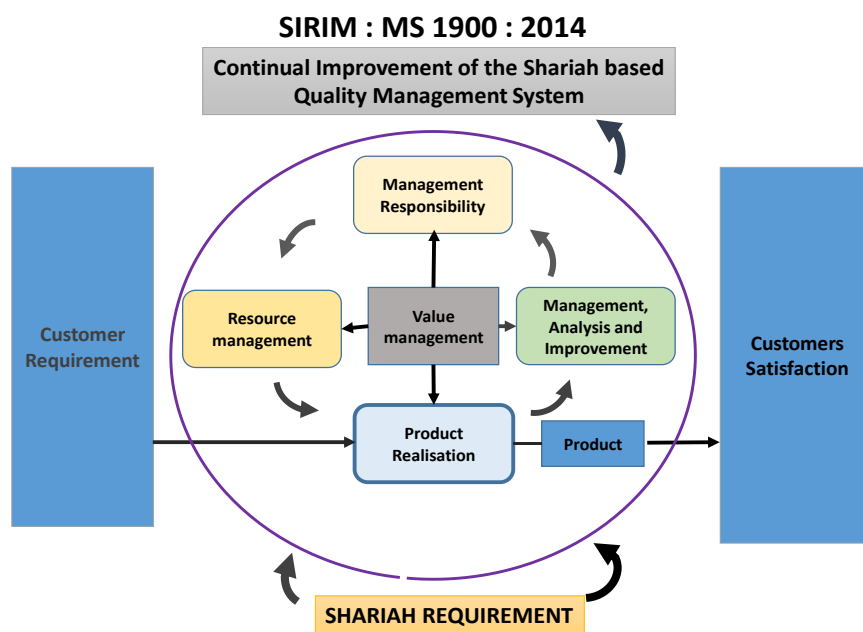 SIRIM : MS 1900 : 2014
Continual Improvement of the Shariah based
Quality Management System
Management
Responsibility
Customer
Requirement
Resource
management
Value
management
Management,
Analysis and
Improvement
Customers
Satisfaction
Product
Realisation
Product
SHARIAH REQUIREMENT